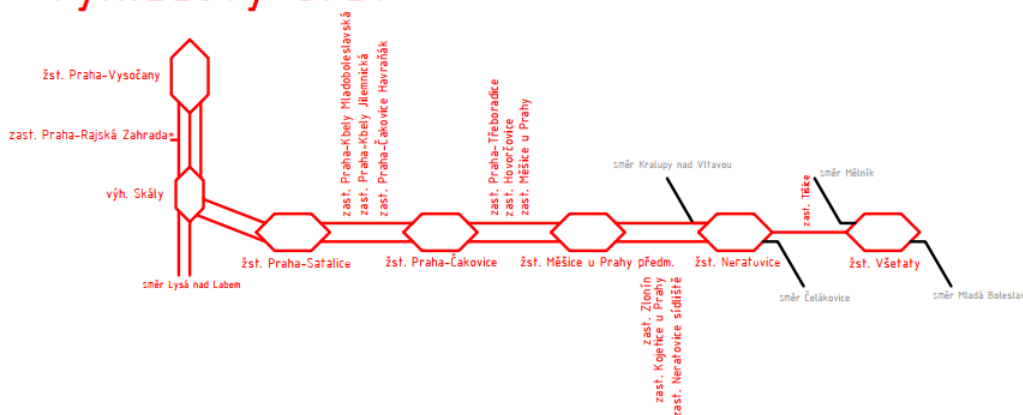 žst. Praha-Vysočany
zast. Praha-Rajská Zahrada*
výh. Skály
směr Lysá nad Labem
žst. Praha-Satalice
zast. Praha-Kbely Mladoboleslavská
zast. Praha-Kbely Jilemnická
zast. Praha-Čakovice Havraňák
žst. Praha-Čakovice
zast. Praha-Třeboradice
zast. Hovorčovice
zast. Měšice u Prahy
žst. Měšice u Prahy předm.
zast. Zlonín
zast. Kojetice u Prahy
zast. Neratovice sídliště
směr Kralupy nad Vltavou
žst. Neratovice
směr Čelákovice
zast. Tišice
směr Mělník
žst. Všetaty
směr Mladá Boleslav